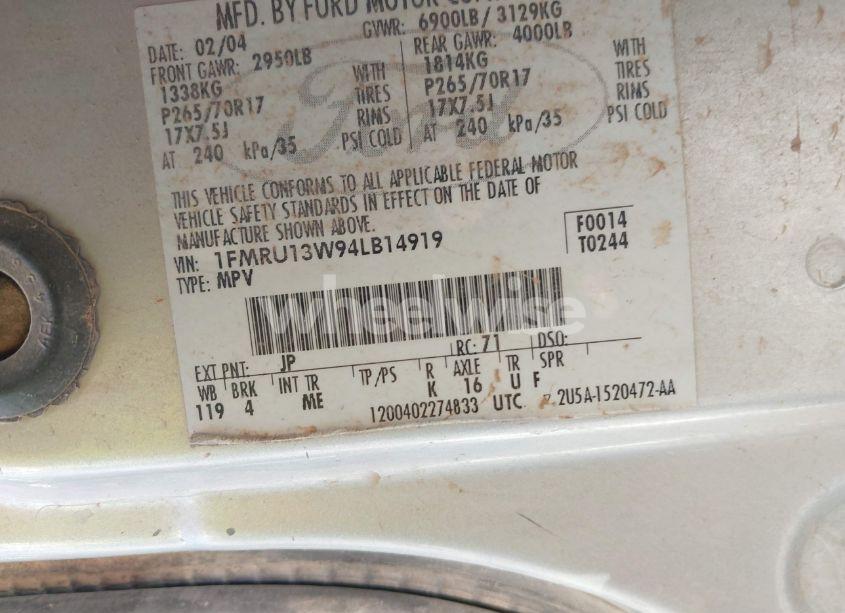 MFD. BY FORD MOTOR
GVWR: 6900LB / 3129KG
DATE: 02/04
FRONT GAWR: 2950LB
1338KG WITH
P265/70R17 TIRES
17X7.5J RIMS
AT 240 kPa/35 PSI COLD
REAR GAWR: 4000LB
1814KG WITH
P265/70R17 TIRES
17X7.5J RIMS
AT 240 kPa/35 PSI COLD
Ford
THIS VEHICLE CONFORMS TO ALL APPLICABLE FEDERAL MOTOR
VEHICLE SAFETY STANDARDS IN EFFECT ON THE DATE OF
MANUFACTURE SHOWN ABOVE.
VIN: 1FMRU13W94LB14919
TYPE: MPV
F0014
T0244
wheelwise
EXT PNT: JP RC: 71 DSO:
WB BRK INT TR TP/PS R AXLE TR SPR
119 4 ME K 16 U F
1200402274833 UTC 2U5A-1520472-AA